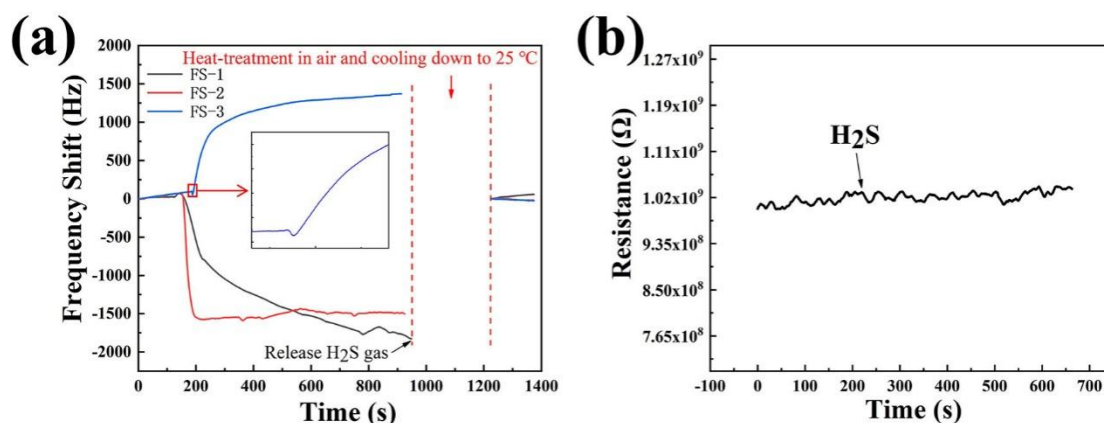 (a)
2000
1500
1000
500
0
-500
-1000
-1500
-2000
Frequency Shift (Hz)
Heat-treatment in air and cooling down to 25 ℃
FS-1
FS-2
FS-3
Release H2S gas
0 200 400 600 800 1000 1200 1400
Time (s)
(b)
1.27x10⁹
1.19x10⁹
1.11x10⁹
1.02x10⁹
9.35x10⁸
8.50x10⁸
7.65x10⁸
Resistance (Ω)
H2S
-100 0 100 200 300 400 500 600 700
Time (s)